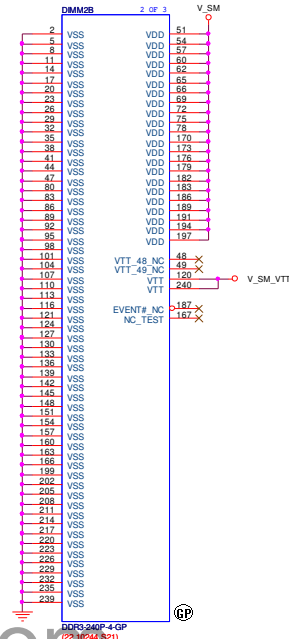 DIMM2B 2 OF 3 V_SM
2 VSS VDD 51
5 VSS VDD 54
8 VSS VDD 57
11 VSS VDD 60
14 VSS VDD 62
17 VSS VDD 65
20 VSS VDD 66
23 VSS VDD 69
26 VSS VDD 72
29 VSS VDD 75
32 VSS VDD 78
35 VSS VDD 170
38 VSS VDD 173
41 VSS VDD 176
44 VSS VDD 179
47 VSS VDD 182
80 VSS VDD 183
83 VSS VDD 186
86 VSS VDD 189
89 VSS VDD 191
92 VSS VDD 194
95 VSS VDD 197
98 VSS
101 VSS VTT_48_NC 48
104 VSS VTT_49_NC 49
107 VSS VTT 120 V_SM_VTT
110 VSS VTT 240
113 VSS
116 VSS EVENT#_NC 187
121 VSS NC_TEST 167
124 VSS
127 VSS
130 VSS
133 VSS
136 VSS
139 VSS
142 VSS
145 VSS
148 VSS
151 VSS
154 VSS
157 VSS
160 VSS
163 VSS
166 VSS
199 VSS
202 VSS
205 VSS
208 VSS
211 VSS
214 VSS
217 VSS
220 VSS
223 VSS
226 VSS
229 VSS
232 VSS
235 VSS
239 VSS
GP
DDR3-240P-4-GP
(22.10244.S21)